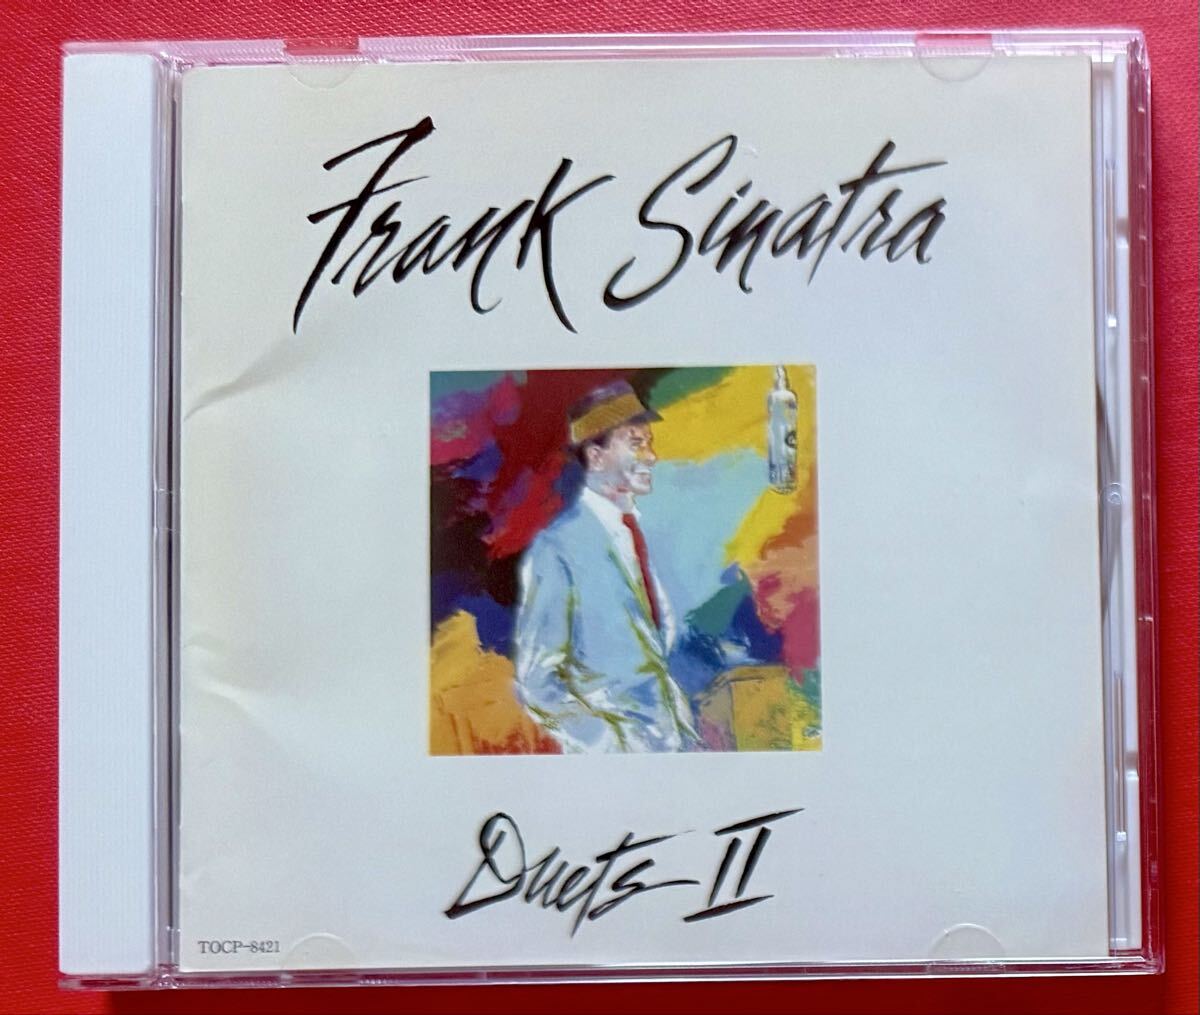 Frank Sinatra
Duets II
TOCP-8421